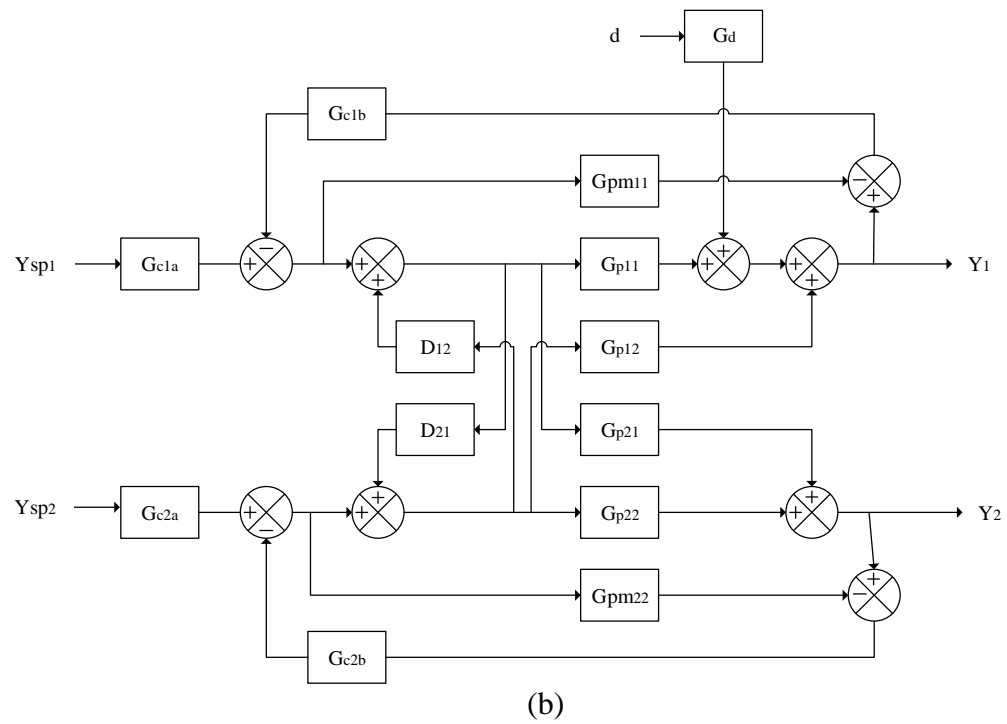 d
Gd
Gc1b
Gpm11
Ysp1
Gc1a
Gp11
Y1
D12
Gp12
D21
Gp21
Ysp2
Gc2a
Gp22
Y2
Gpm22
Gc2b
(b)